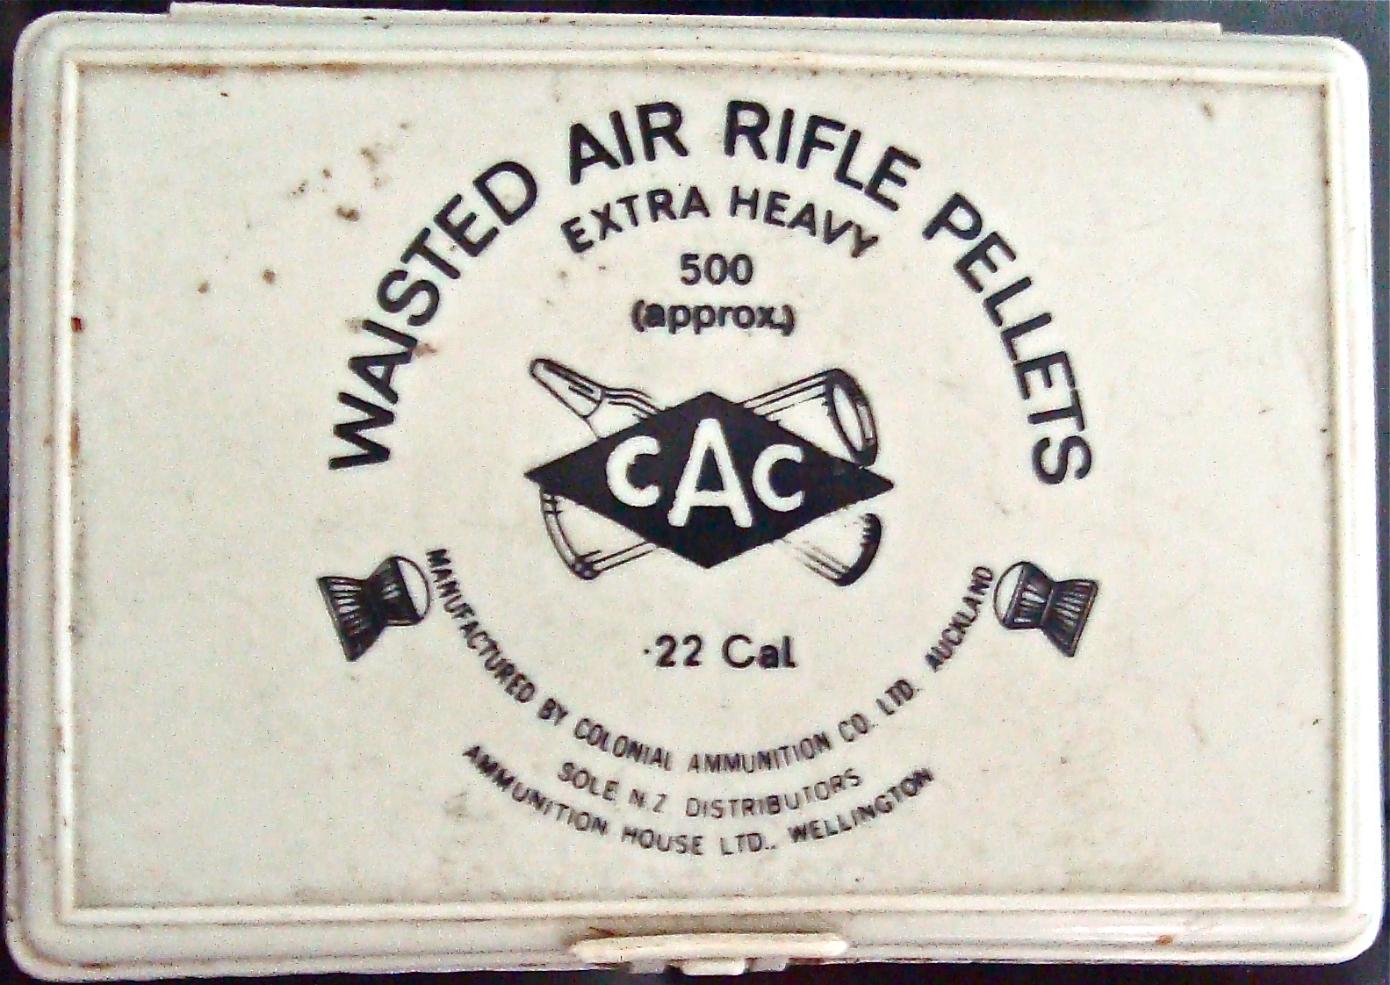 WAISTED AIR RIFLE PELLETS
EXTRA HEAVY
500
(approx.)
CAC
·22 Cal
MANUFACTURED BY COLONIAL AMMUNITION CO. LTD. AUCKLAND
SOLE N.Z DISTRIBUTORS
AMMUNITION HOUSE LTD., WELLINGTON